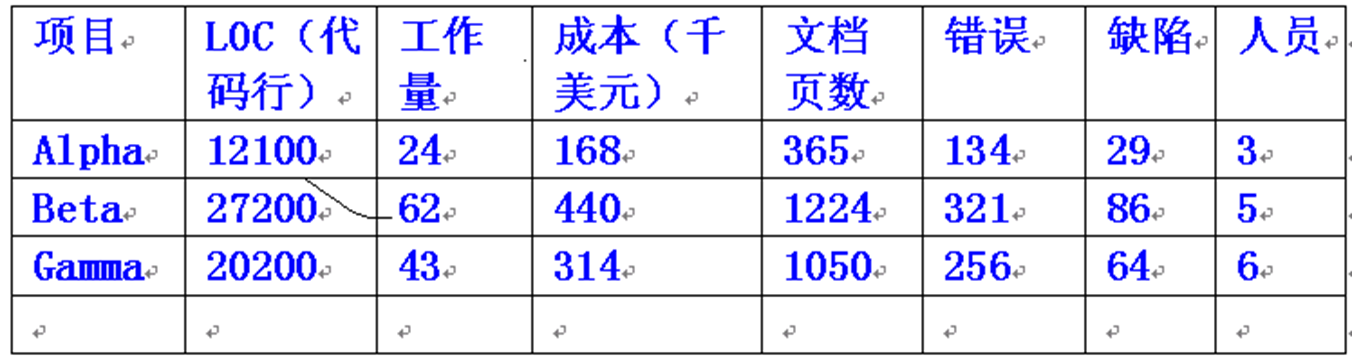 项目 LOC（代码行） 工作量 成本（千美元） 文档页数 错误 缺陷 人员
Alpha 12100 24 168 365 134 29 3
Beta 27200 62 440 1224 321 86 5
Gamma 20200 43 314 1050 256 64 6